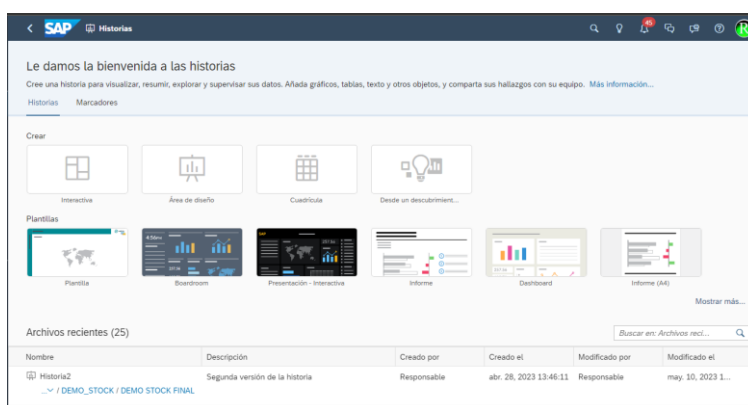 SAP Historias
45
R
Le damos la bienvenida a las historias
Cree una historia para visualizar, resumir, explorar y supervisar sus datos. Añada gráficos, tablas, texto y otros objetos, y comparta sus hallazgos con su equipo. Más información...
Historias Marcadores
Crear
Interactiva Área de diseño Cuadrícula Desde un descubrimient...
Plantillas
Plantilla Boardroom Presentación - Interactiva Informe Dashboard Informe (A4)
Mostrar más...
Archivos recientes (25) Buscar en: Archivos reci...
Nombre Descripción Creado por Creado el Modificado por Modificado el
Historia2 Segunda versión de la historia Responsable abr. 28, 2023 13:46:11 Responsable may. 10, 2023 1...
... / DEMO_STOCK / DEMO STOCK FINAL